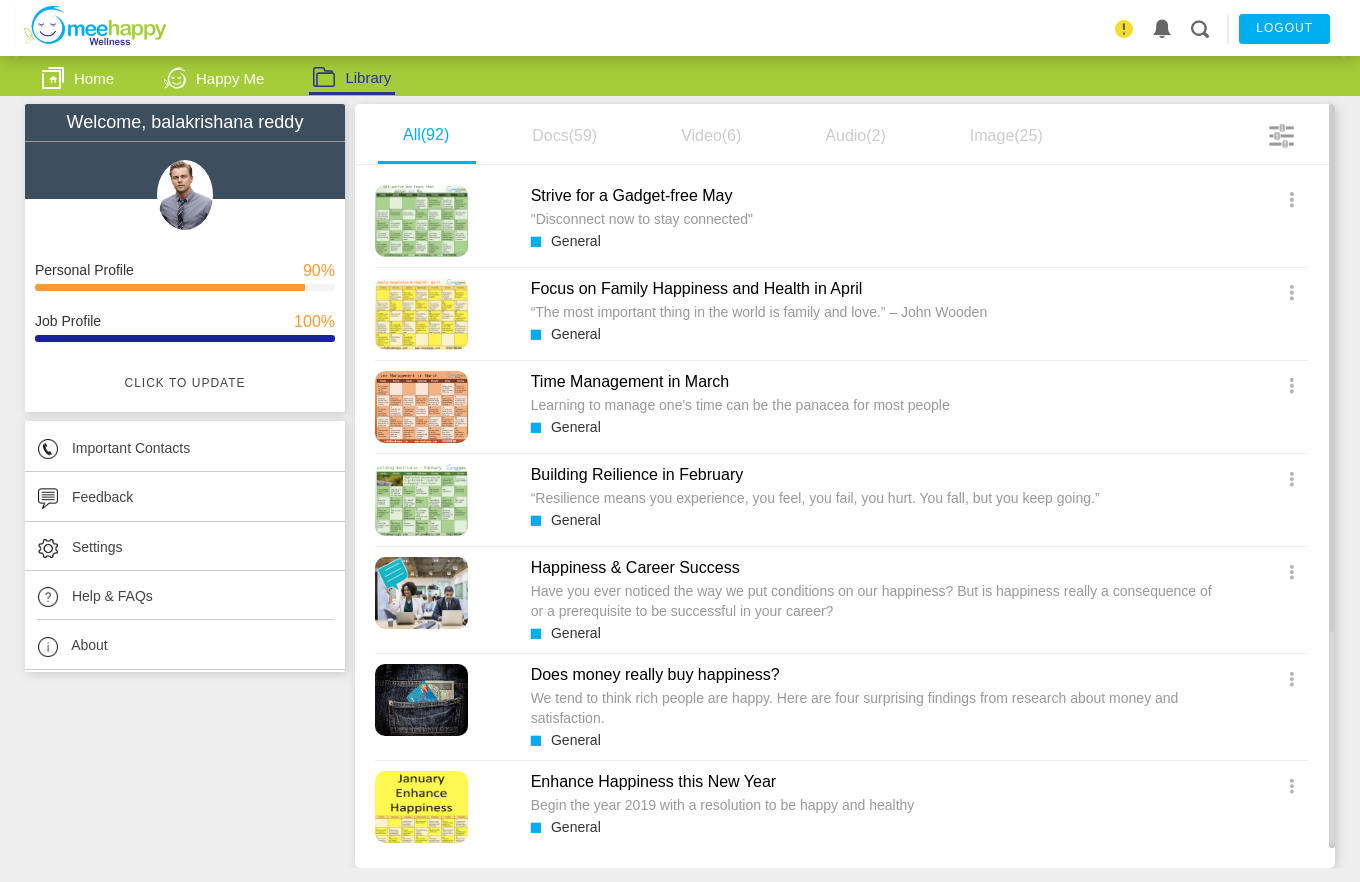 meehappy
Wellness
LOGOUT
Home
Happy Me
Library
Welcome, balakrishana reddy
Personal Profile
90%
Job Profile
100%
CLICK TO UPDATE
Important Contacts
Feedback
Settings
Help & FAQs
About
All(92)
Docs(59)
Video(6)
Audio(2)
Image(25)
Strive for a Gadget-free May
"Disconnect now to stay connected"
General
Focus on Family Happiness and Health in April
“The most important thing in the world is family and love.” – John Wooden
General
Time Management in March
Learning to manage one's time can be the panacea for most people
General
Building Reilience in February
“Resilience means you experience, you feel, you fail, you hurt. You fall, but you keep going.”
General
Happiness & Career Success
Have you ever noticed the way we put conditions on our happiness? But is happiness really a consequence of
or a prerequisite to be successful in your career?
General
Does money really buy happiness?
We tend to think rich people are happy. Here are four surprising findings from research about money and
satisfaction.
General
January
Enhance
Happiness
Enhance Happiness this New Year
Begin the year 2019 with a resolution to be happy and healthy
General